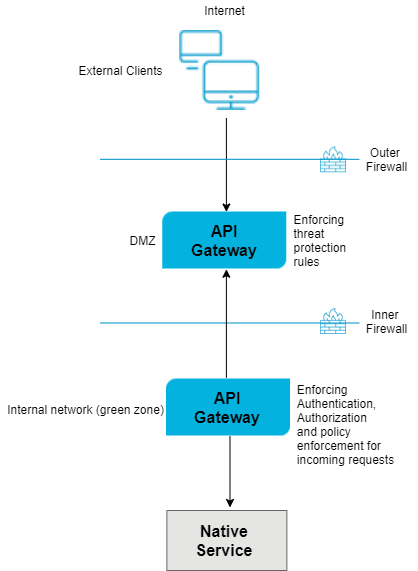 Internet
External Clients
Outer
Firewall
API
Gateway
DMZ
Enforcing
threat
protection
rules
Inner
Firewall
API
Gateway
Internal network (green zone)
Enforcing
Authentication,
Authorization
and policy
enforcement for
incoming requests
Native
Service